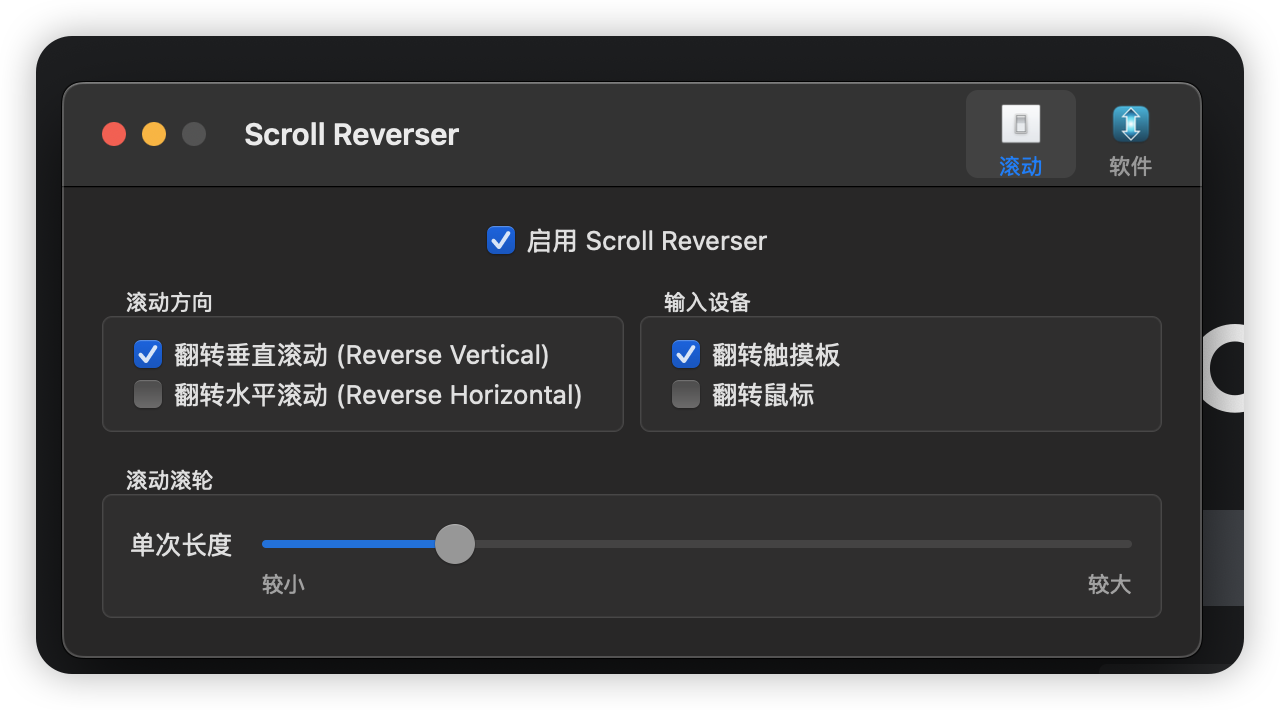 Scroll Reverser
滚动
软件
启用 Scroll Reverser
滚动方向
翻转垂直滚动 (Reverse Vertical)
翻转水平滚动 (Reverse Horizontal)
输入设备
翻转触摸板
翻转鼠标
滚动滚轮
单次长度
较小
较大